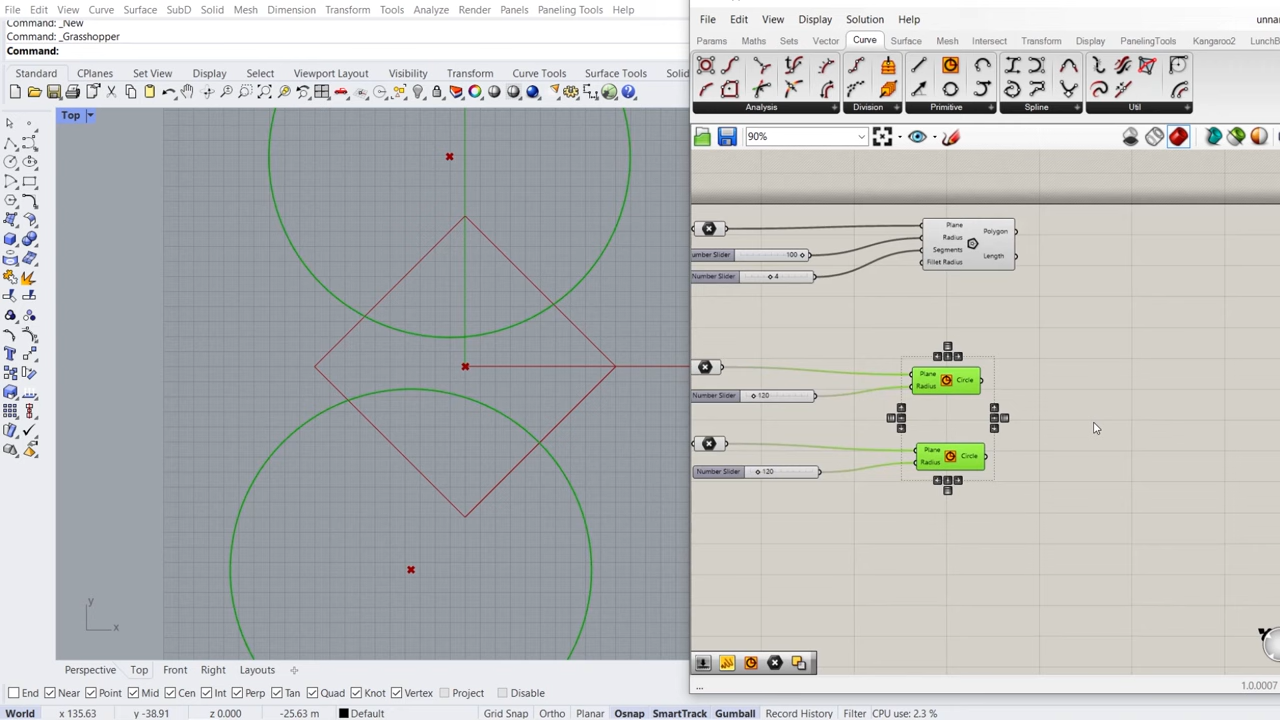 File Edit View Curve Surface SubD Solid Mesh Dimension Transform Tools Analyze Render Panels Paneling Tools Help
Command: _New
Command: _Grasshopper
Command:
Standard CPlanes Set View Display Select Viewport Layout Visibility Transform Curve Tools Surface Tools Solid
Top
y
x
Perspective Top Front Right Layouts
End Near Point Mid Cen Int Perp Tan Quad Knot Vertex Project Disable
World x 135.63 y -38.91 z 0.000 -25.63 m Default Grid Snap Ortho Planar Osnap SmartTrack Gumball Record History Filter CPU use: 2.3 %
File Edit View Display Solution Help unna
Params Maths Sets Vector Curve Surface Mesh Intersect Transform Display PanelingTools Kangaroo2 LunchB
Analysis Division Primitive Spline Util
90%
Plane
Radius
Segments
Fillet Radius
Polygon
Length
umber Slider 100
Number Slider 4
Plane
Radius
Circle
Number Slider 120
Plane
Radius
Circle
Number Slider 120
...
1.0.0007